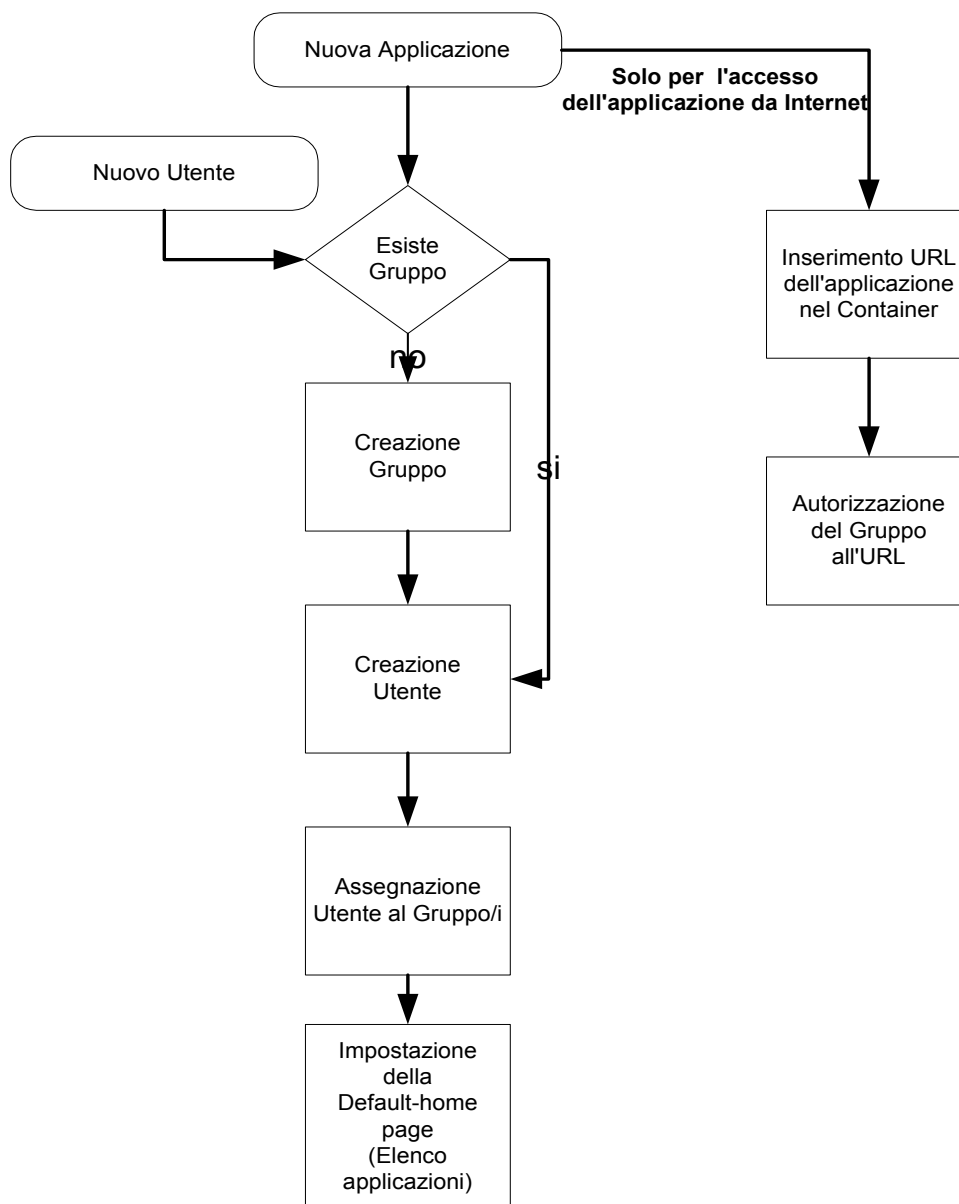 Nuova Applicazione
Solo per l'accesso
dell'applicazione da Internet
Nuovo Utente
Esiste
Gruppo
Inserimento URL
dell'applicazione
nel Container
no
Creazione
Gruppo
si
Autorizzazione
del Gruppo
all'URL
Creazione
Utente
Assegnazione
Utente al Gruppo/i
Impostazione
della
Default-home
page
(Elenco
applicazioni)